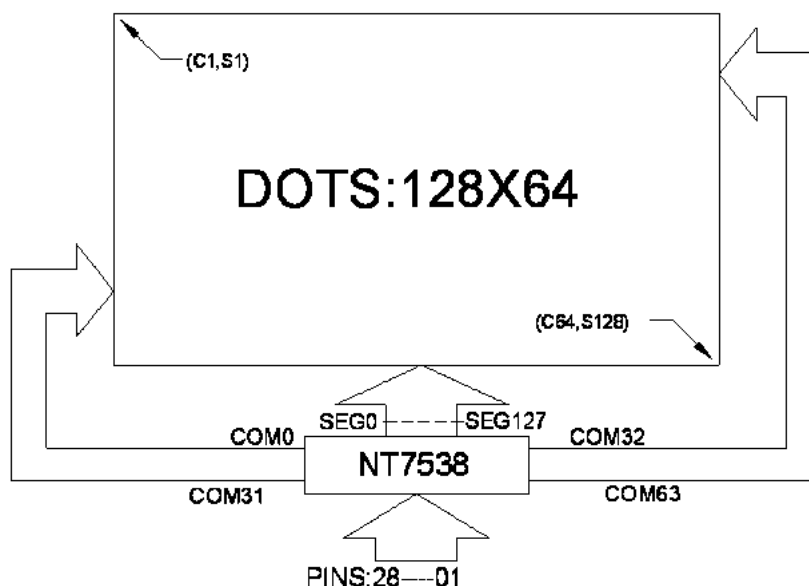 (C1,S1)
DOTS:128X64
(C64,S128)
SEG0-----SEG127
COM0
COM32
NT7538
COM31
COM63
PINS:28----01